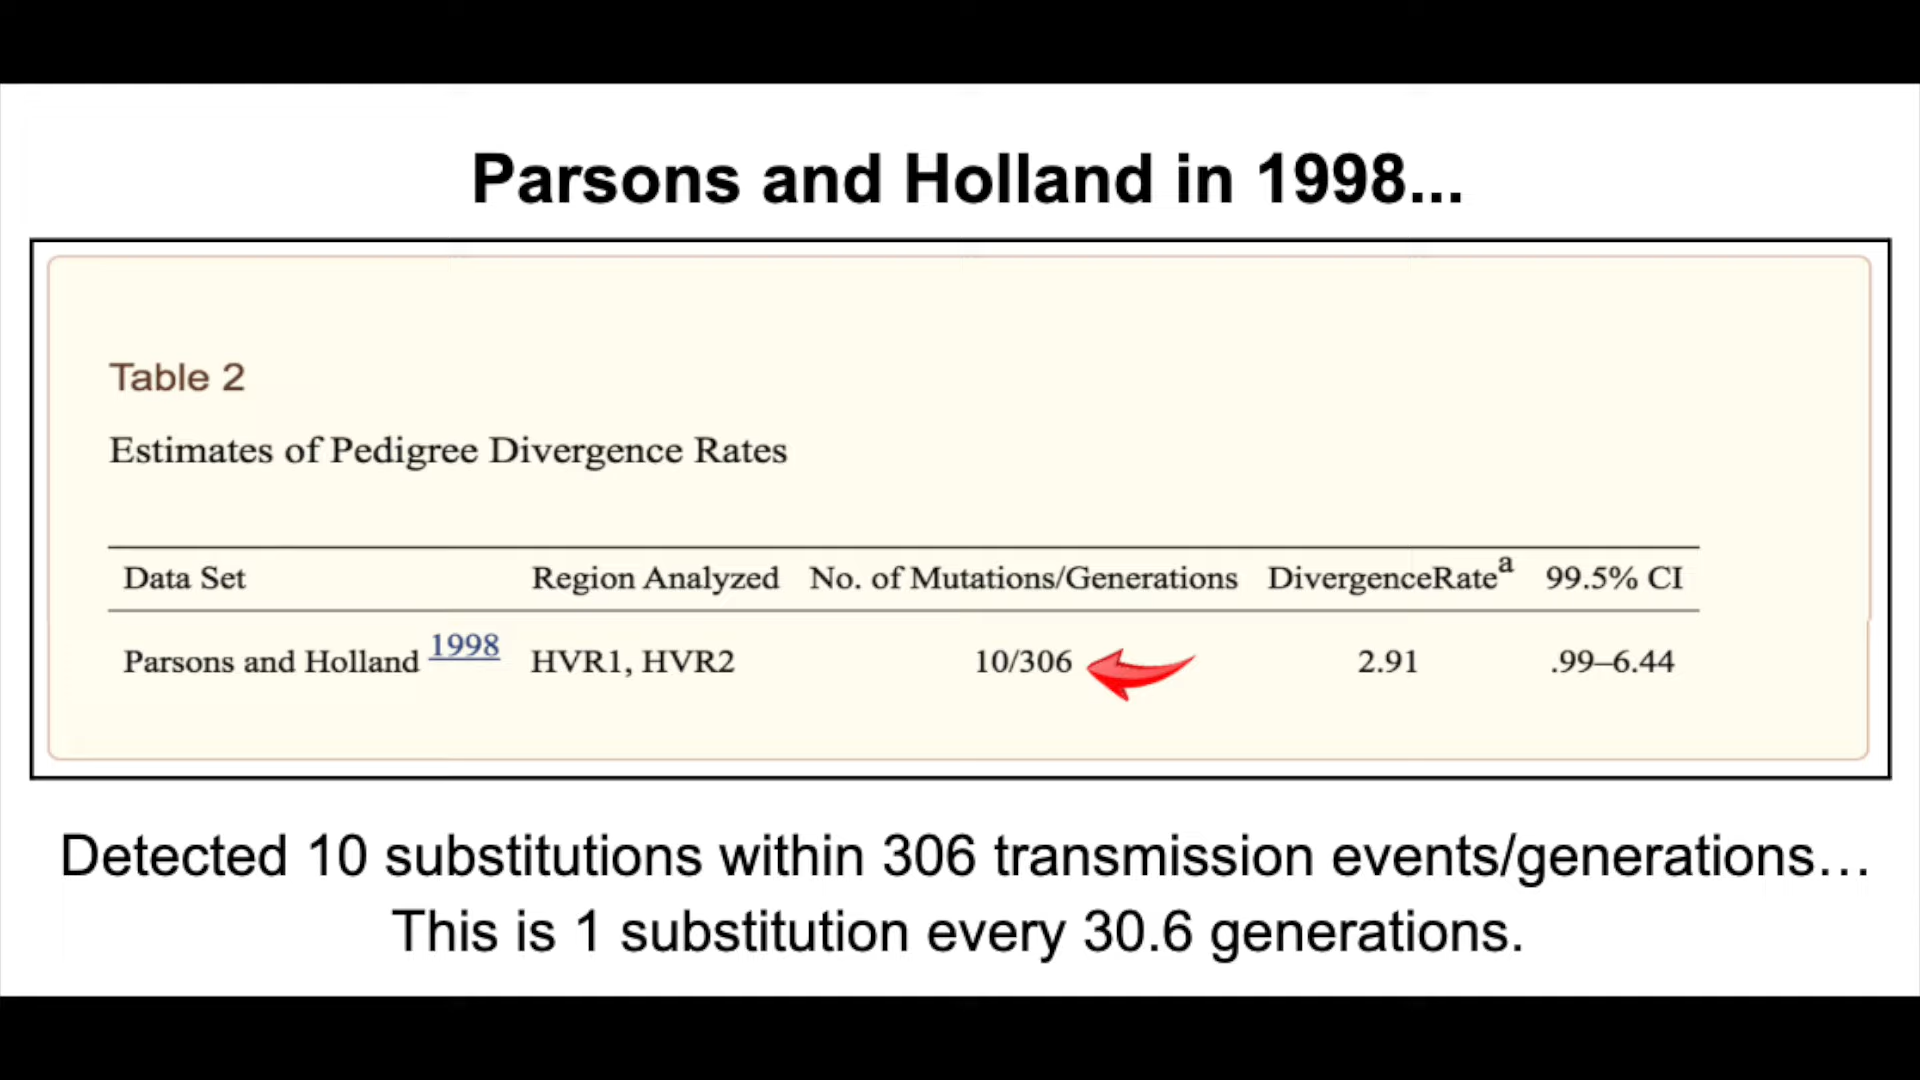 Parsons and Holland in 1998...
Table 2
Estimates of Pedigree Divergence Rates
Data Set Region Analyzed No. of Mutations/Generations DivergenceRateᵃ 99.5% CI
Parsons and Holland 1998 HVR1, HVR2 10/306 2.91 .99–6.44
Detected 10 substitutions within 306 transmission events/generations…
This is 1 substitution every 30.6 generations.